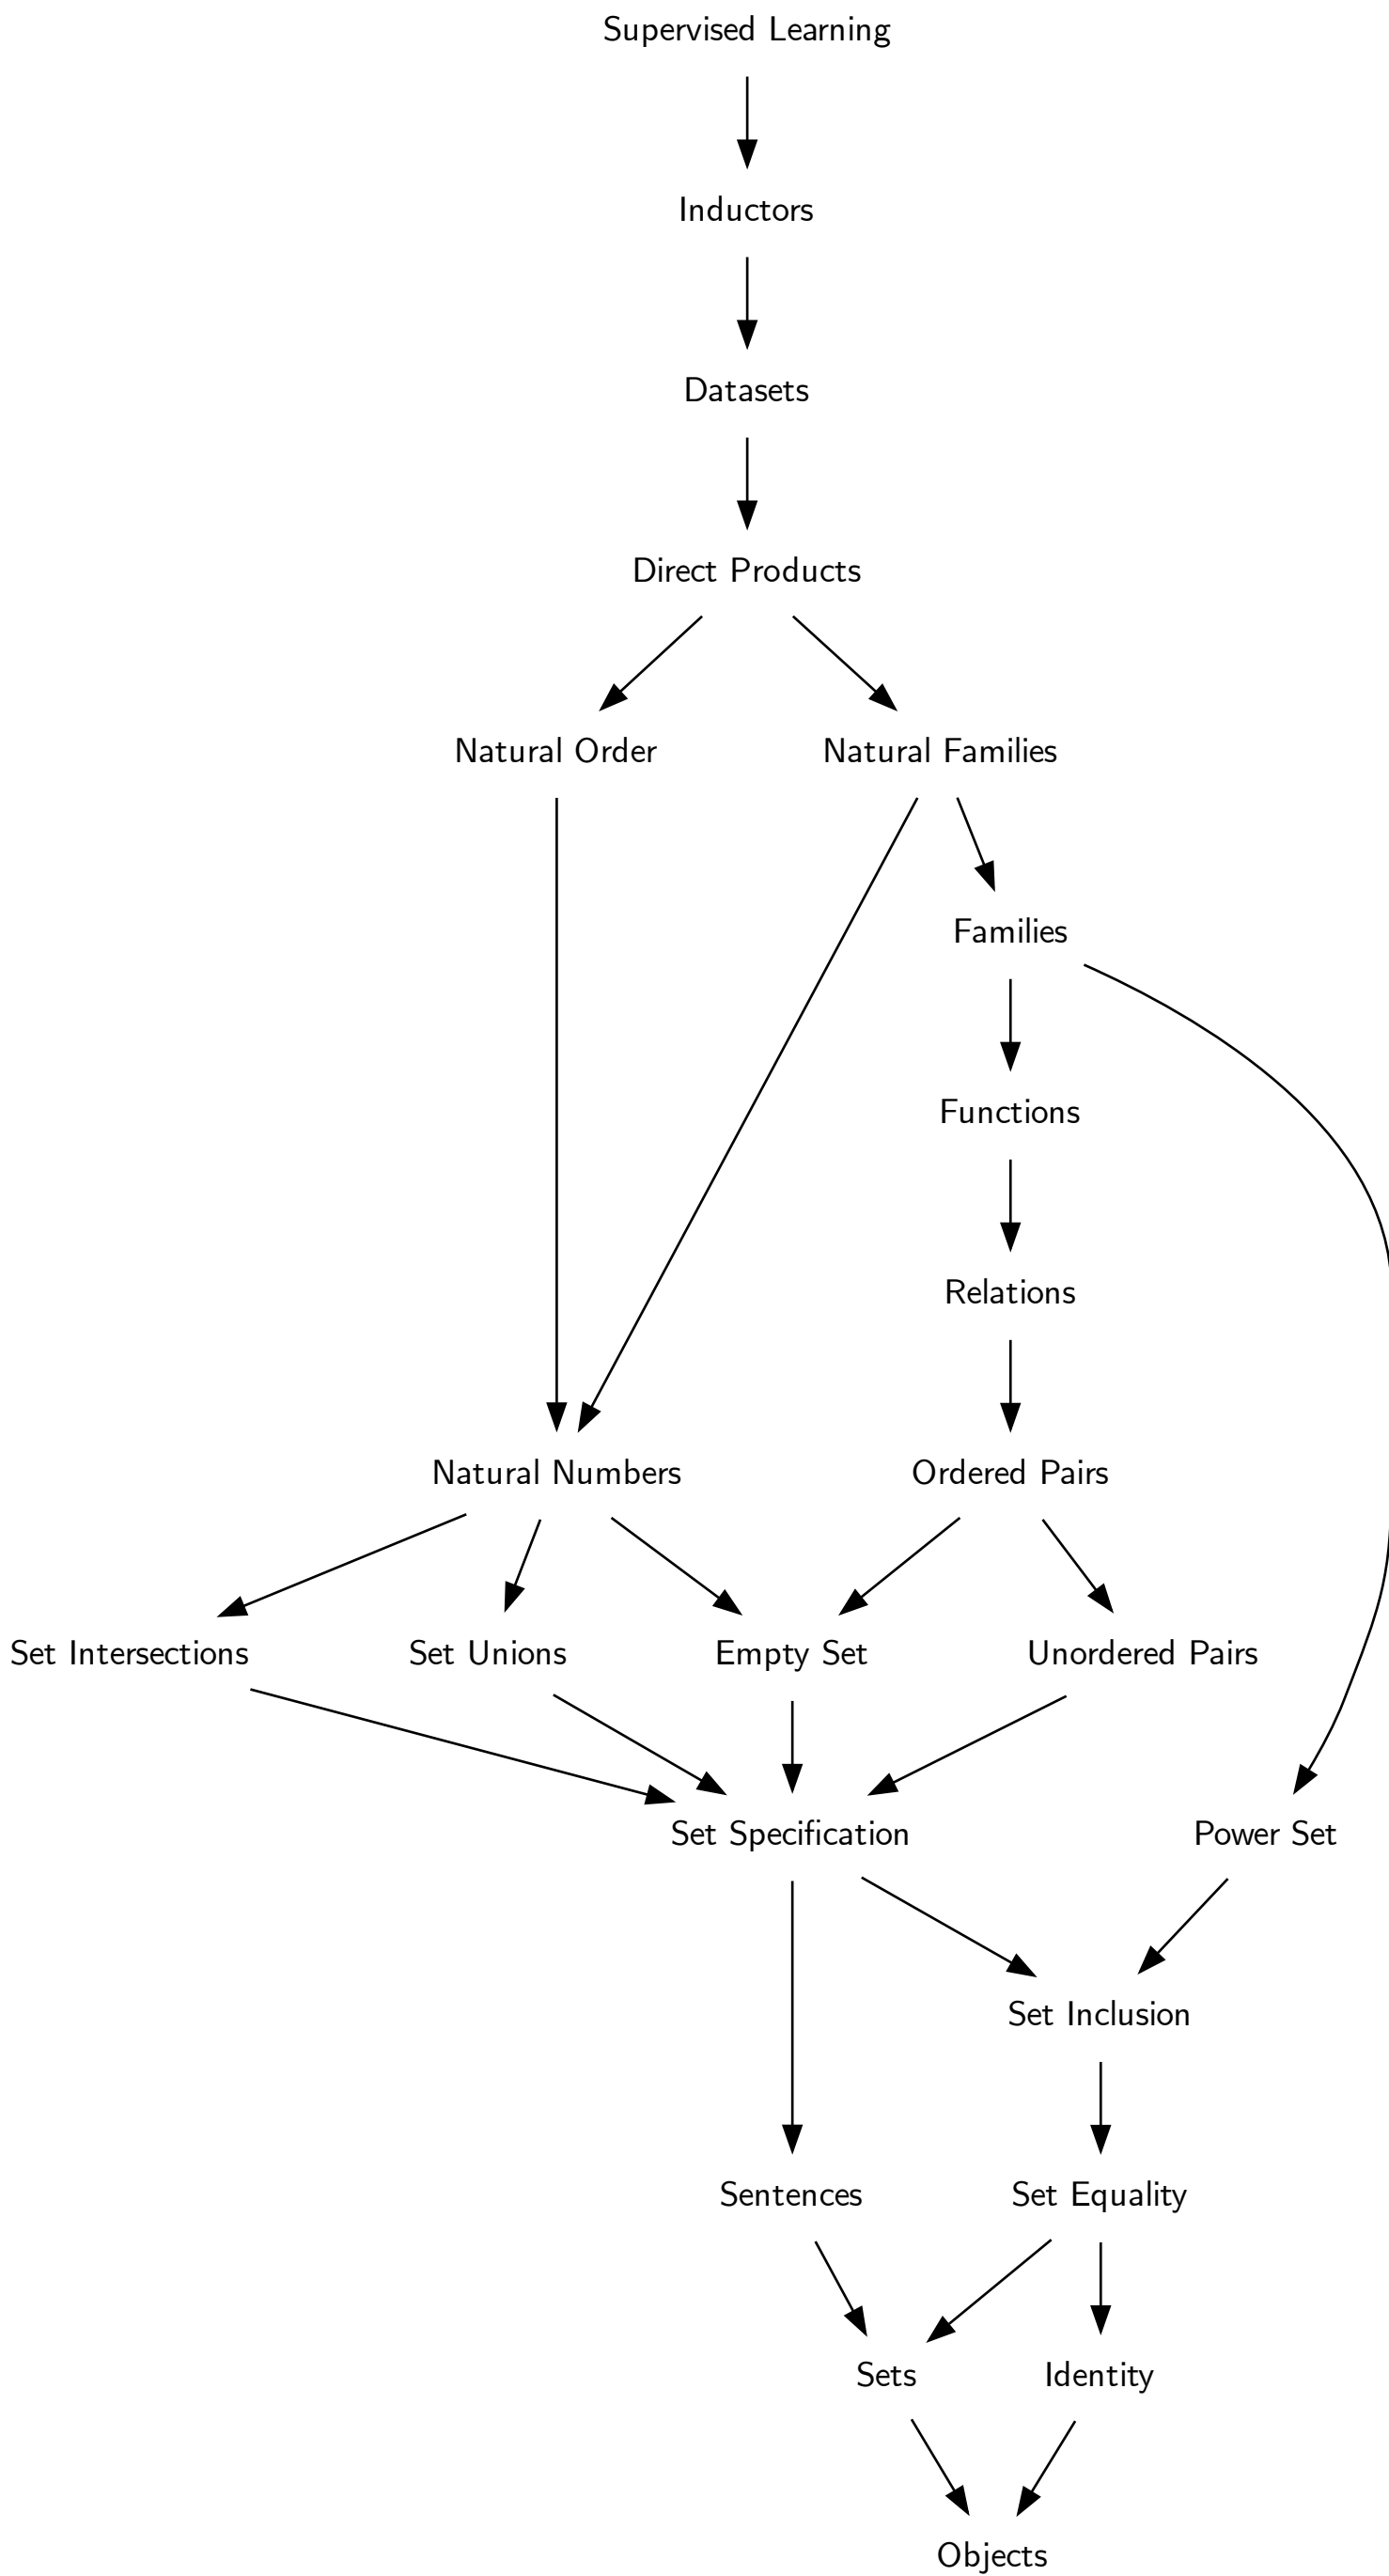 Supervised Learning
Inductors
Datasets
Direct Products
Natural Order
Natural Families
Families
Functions
Relations
Natural Numbers
Ordered Pairs
Set Intersections
Set Unions
Empty Set
Unordered Pairs
Set Specification
Power Set
Set Inclusion
Sentences
Set Equality
Sets
Identity
Objects